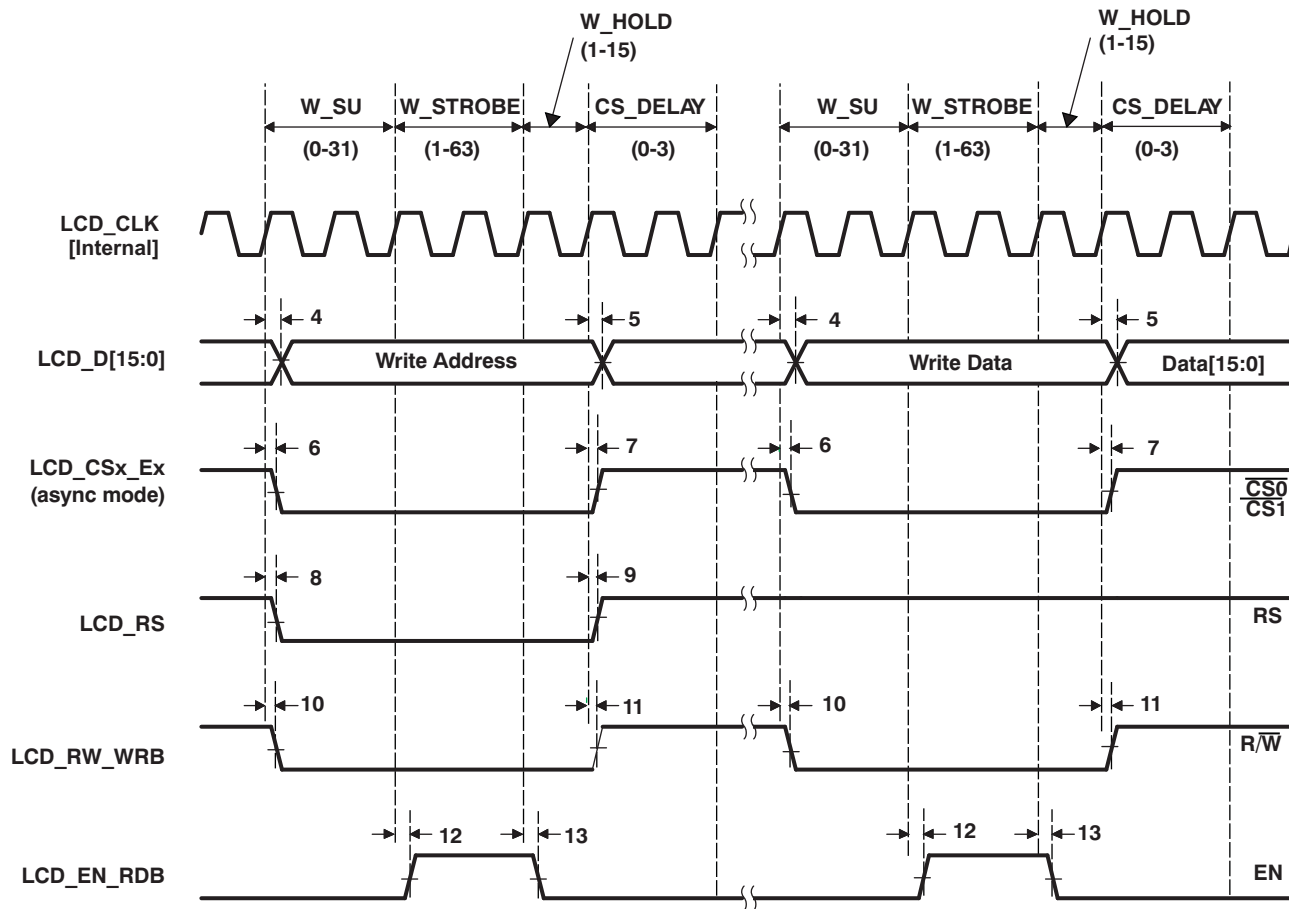 W_HOLD
(1-15)
W_HOLD
(1-15)
W_SU W_STROBE CS_DELAY W_SU W_STROBE CS_DELAY
(0-31) (1-63) (0-3) (0-31) (1-63) (0-3)
LCD_CLK
[Internal]
4 5 4 5
LCD_D[15:0] Write Address Write Data Data[15:0]
6 7 6 7
LCD_CSx_Ex
(async mode)
CS0
CS1
8 9
LCD_RS RS
10 11 10 11
LCD_RW_WRB R/W
12 13 12 13
LCD_EN_RDB EN